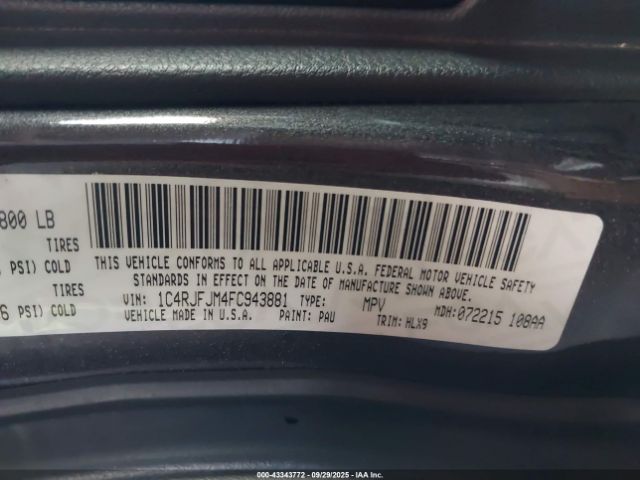 800 LB
TIRES
PSI) COLD
TIRES
6 PSI) COLD
THIS VEHICLE CONFORMS TO ALL APPLICABLE U.S.A. FEDERAL MOTOR VEHICLE SAFETY
STANDARDS IN EFFECT ON THE DATE OF MANUFACTURE SHOWN ABOVE.
VIN: 1C4RJFJM4FC943881 TYPE: MPV MDH:072215 108AA
VEHICLE MADE IN U.S.A. PAINT: PAU TRIM: HLX9
000-43343772 - 09/29/2025 - IAA, Inc.